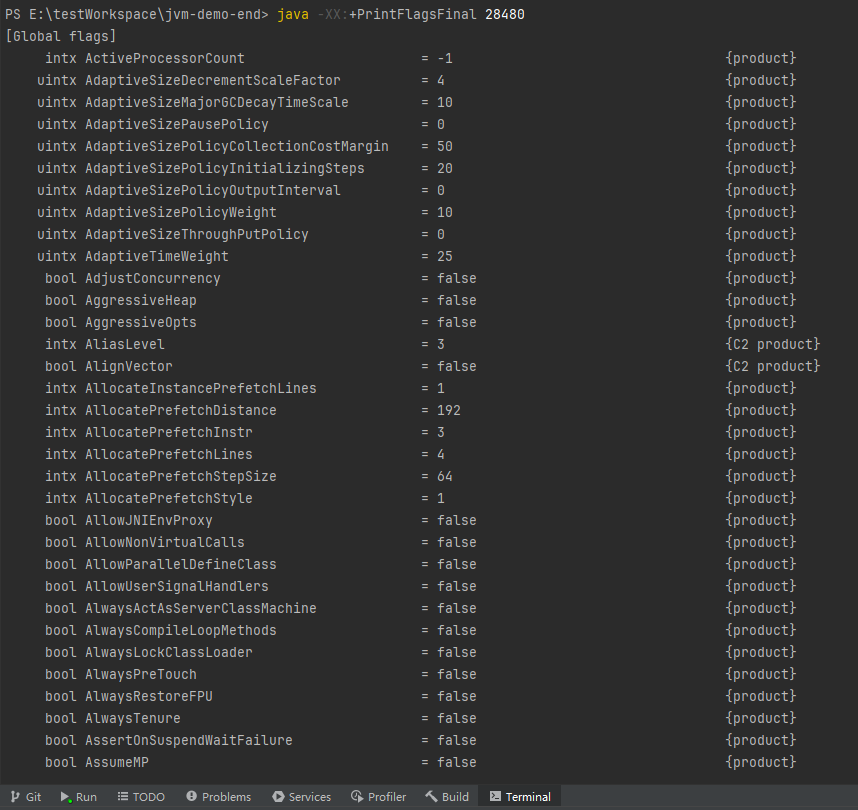 PS E:\testWorkspace\jvm-demo-end> java -XX:+PrintFlagsFinal 28480
[Global flags]
intx ActiveProcessorCount = -1 {product}
uintx AdaptiveSizeDecrementScaleFactor = 4 {product}
uintx AdaptiveSizeMajorGCDecayTimeScale = 10 {product}
uintx AdaptiveSizePausePolicy = 0 {product}
uintx AdaptiveSizePolicyCollectionCostMargin = 50 {product}
uintx AdaptiveSizePolicyInitializingSteps = 20 {product}
uintx AdaptiveSizePolicyOutputInterval = 0 {product}
uintx AdaptiveSizePolicyWeight = 10 {product}
uintx AdaptiveSizeThroughPutPolicy = 0 {product}
uintx AdaptiveTimeWeight = 25 {product}
bool AdjustConcurrency = false {product}
bool AggressiveHeap = false {product}
bool AggressiveOpts = false {product}
intx AliasLevel = 3 {C2 product}
bool AlignVector = false {C2 product}
intx AllocateInstancePrefetchLines = 1 {product}
intx AllocatePrefetchDistance = 192 {product}
intx AllocatePrefetchInstr = 3 {product}
intx AllocatePrefetchLines = 4 {product}
intx AllocatePrefetchStepSize = 64 {product}
intx AllocatePrefetchStyle = 1 {product}
bool AllowJNIEnvProxy = false {product}
bool AllowNonVirtualCalls = false {product}
bool AllowParallelDefineClass = false {product}
bool AllowUserSignalHandlers = false {product}
bool AlwaysActAsServerClassMachine = false {product}
bool AlwaysCompileLoopMethods = false {product}
bool AlwaysLockClassLoader = false {product}
bool AlwaysPreTouch = false {product}
bool AlwaysRestoreFPU = false {product}
bool AlwaysTenure = false {product}
bool AssertOnSuspendWaitFailure = false {product}
bool AssumeMP = false {product}
Git Run TODO Problems Services Profiler Build Terminal